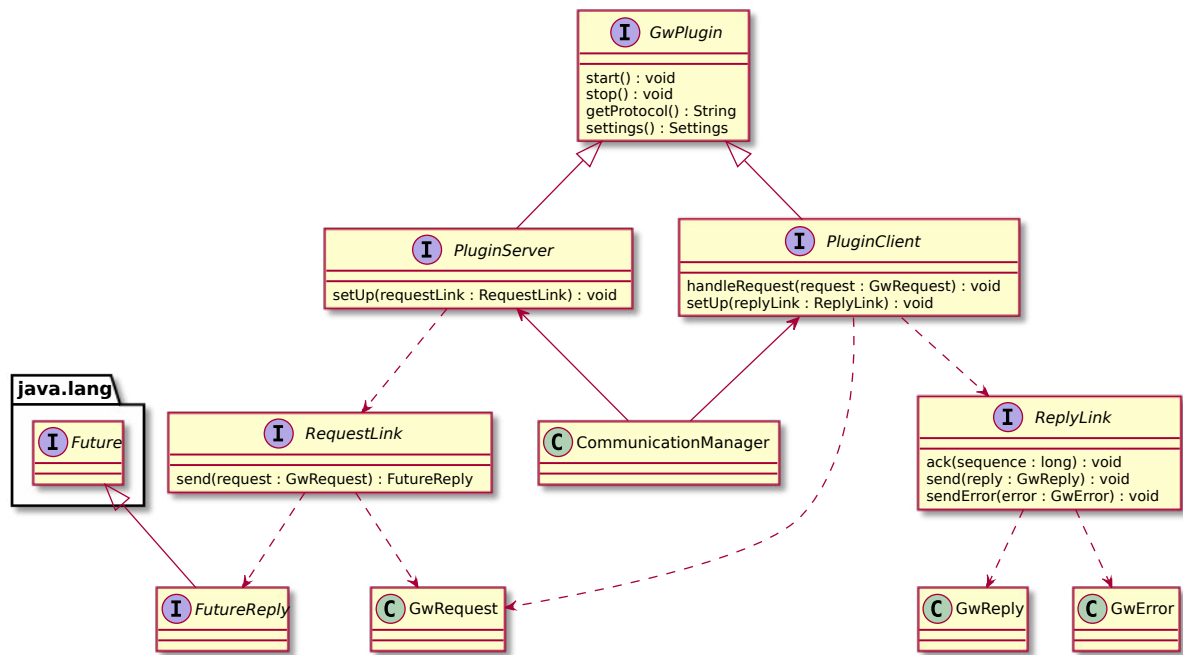 I GwPlugin
start() : void
stop() : void
getProtocol() : String
settings() : Settings
I PluginServer
setUp(requestLink : RequestLink) : void
I PluginClient
handleRequest(request : GwRequest) : void
setUp(replyLink : ReplyLink) : void
java.lang
I Future
I RequestLink
send(request : GwRequest) : FutureReply
C CommunicationManager
I ReplyLink
ack(sequence : long) : void
send(reply : GwReply) : void
sendError(error : GwError) : void
I FutureReply
C GwRequest
C GwReply
C GwError